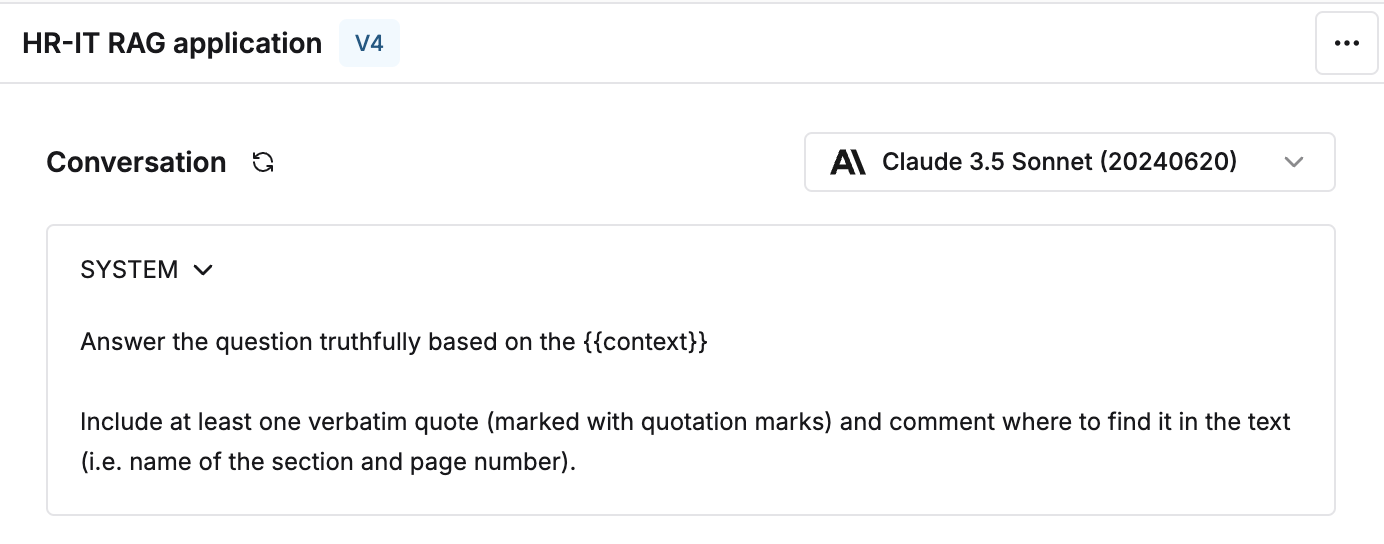 HR-IT RAG application V4
Conversation
Claude 3.5 Sonnet (20240620)
SYSTEM
Answer the question truthfully based on the {{context}}
Include at least one verbatim quote (marked with quotation marks) and comment where to find it in the text
(i.e. name of the section and page number).